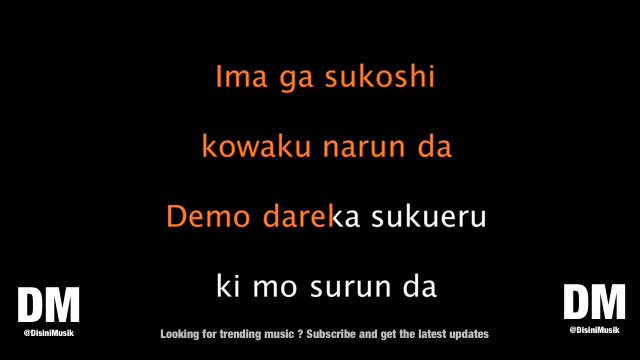 Ima ga sukoshi
kowaku narun da
Demo dareka sukueru
ki mo surun da
DM
@DisiniMusik
DM
@DisiniMusik
Looking for trending music ? Subscribe and get the latest updates